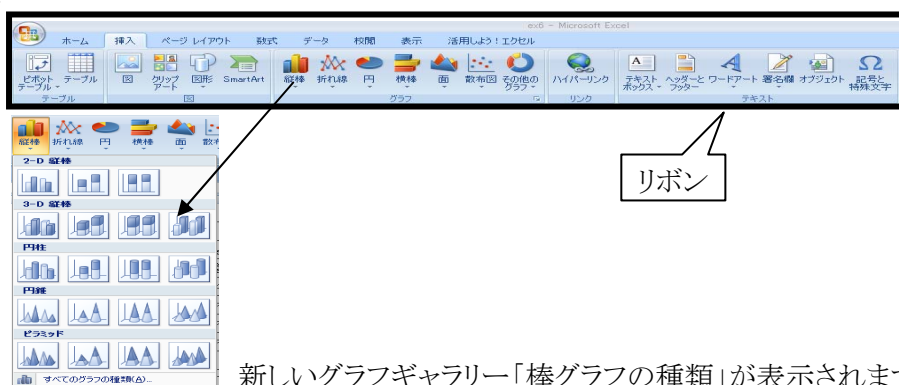 ex6 - Microsoft Excel
ホーム 挿入 ページ レイアウト 数式 データ 校閲 表示 活用しよう！エクセル
ピボットテーブル テーブル 図 クリップアート 図形 SmartArt 縦棒 折れ線 円 横棒 面 散布図 その他のグラフ ハイパーリンク テキストボックス ヘッダーとフッター ワードアート 署名欄 オブジェクト 記号と特殊文字
テーブル 図 グラフ リンク テキスト
リボン
縦棒 折れ線 円 横棒 面 散布
2-D 縦棒
3-D 縦棒
円柱
円錐
ピラミッド
すべてのグラフの種類(A)...
新しいグラフギャラリー「棒グラフの種類」が表示されます